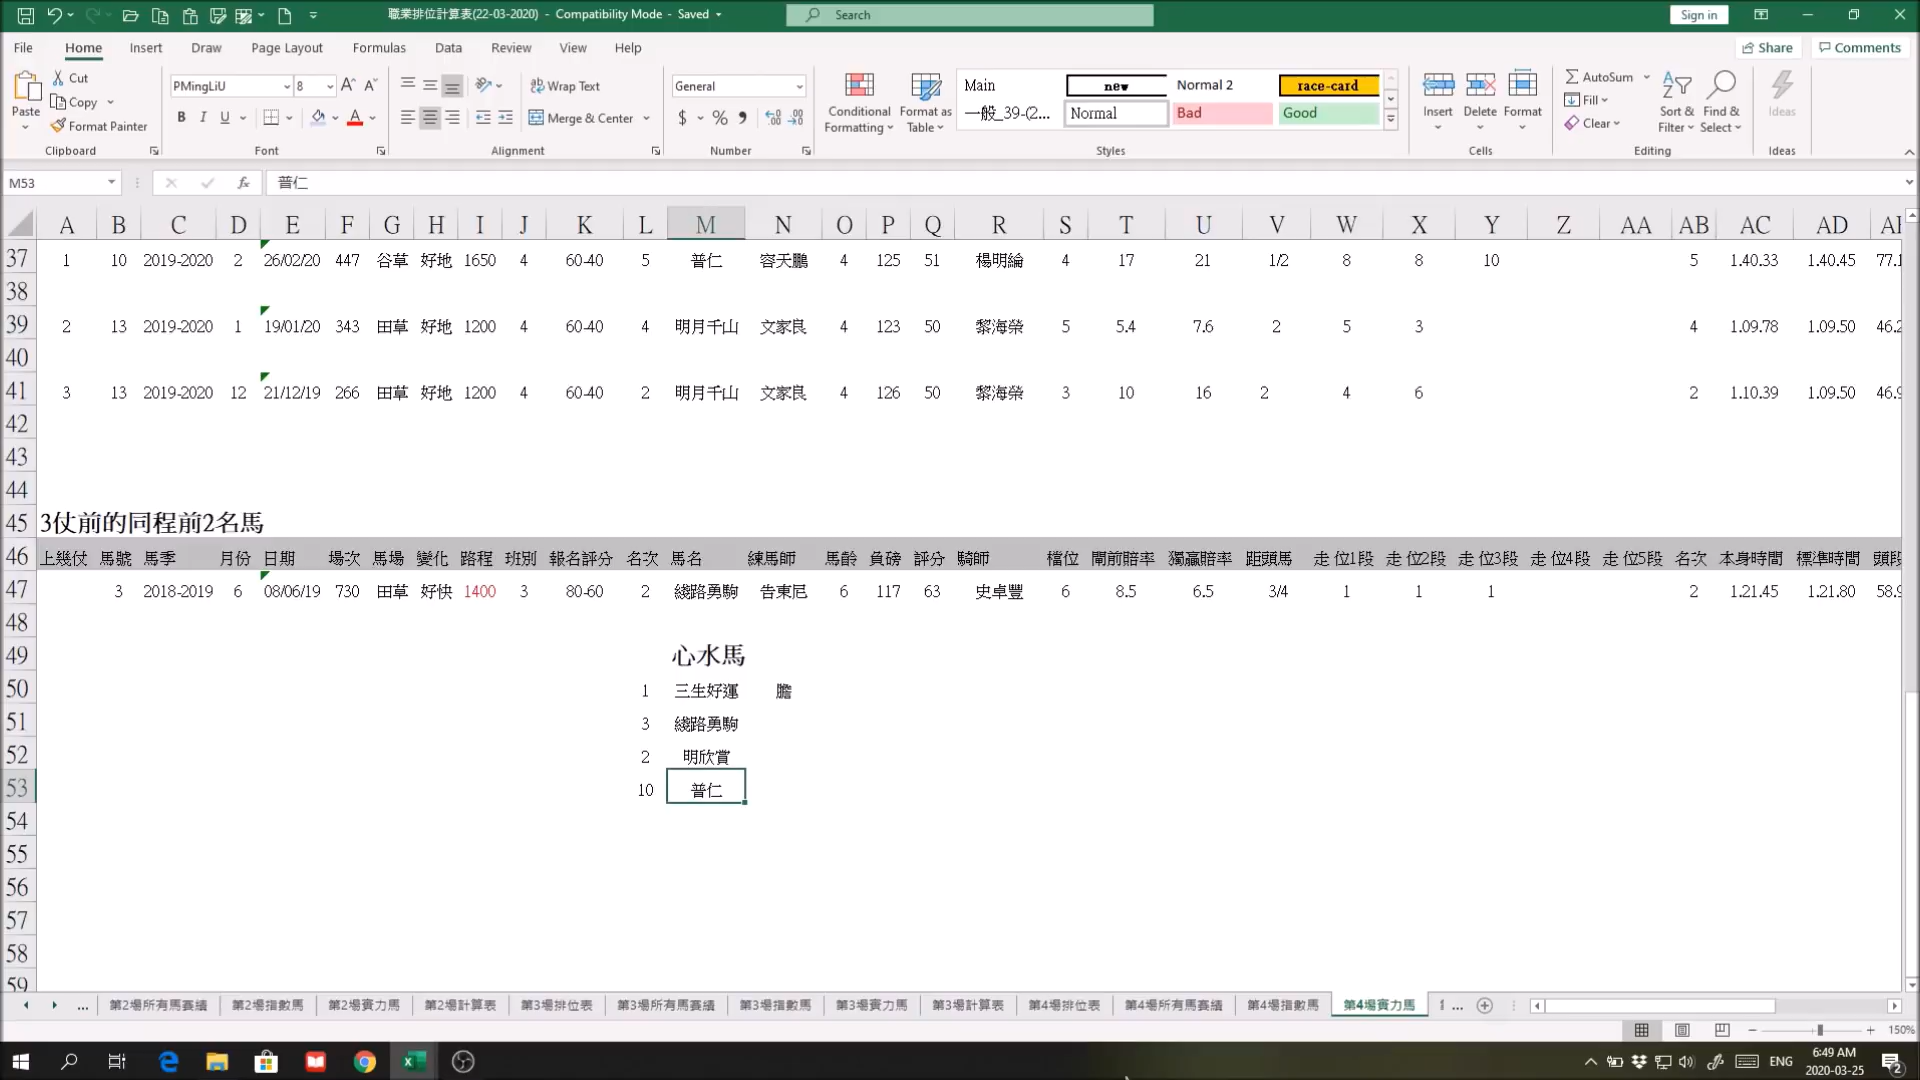 職業排位計算表(22-03-2020) - Compatibility Mode - Saved
Search
Sign in
File Home Insert Draw Page Layout Formulas Data Review View Help
Share Comments
Paste Cut Copy Format Painter
PMingLiU 8
B I U
Wrap Text
Merge & Center
General
$ %
Conditional Formatting
Format as Table
Main new Normal 2 race-card
一般_39-(2... Normal Bad Good
Insert Delete Format
AutoSum Fill Clear
Sort & Filter
Find & Select
Ideas
Clipboard Font Alignment Number Styles Cells Editing Ideas
M53 fx 普仁
A B C D E F G H I J K L M N O P Q R S T U V W X Y Z AA AB AC AD
37 1 10 2019-2020 2 26/02/20 447 谷草 好地 1650 4 60-40 5 普仁 容天鵬 4 125 51 楊明綸 4 17 21 1/2 8 8 10 5 1.40.33 1.40.45 77.1
38
39 2 13 2019-2020 1 19/01/20 343 田草 好地 1200 4 60-40 4 明月千山 文家良 4 123 50 黎海榮 5 5.4 7.6 2 5 3 4 1.09.78 1.09.50 46.2
40
41 3 13 2019-2020 12 21/12/19 266 田草 好地 1200 4 60-40 2 明月千山 文家良 4 126 50 黎海榮 3 10 16 2 4 6 2 1.10.39 1.09.50 46.9
42
43
44
45 3仗前的同程前2名馬
46 上幾仗 馬號 馬季 月份 日期 場次 馬場 變化 路程 班別 報名評分 名次 馬名 練馬師 馬齡 負磅 評分 騎師 檔位 閘前賠率 獨贏賠率 距頭馬 走位1段 走位2段 走位3段 走位4段 走位5段 名次 本身時間 標準時間 頭段
47 3 2018-2019 6 08/06/19 730 田草 好快 1400 3 80-60 2 綫路勇駒 告東尼 6 117 63 史卓豐 6 8.5 6.5 3/4 1 1 1 2 1.21.45 1.21.80 58.9
48
49 心水馬
50 1 三生好運 膽
51 3 綫路勇駒
52 2 明欣賞
53 10 普仁
54
55
56
57
58
59
... 第2場所有馬賽績 第2場指數馬 第2場實力馬 第2場計算表 第3場排位表 第3場所有馬賽績 第3場指數馬 第3場實力馬 第3場計算表 第4場排位表 第4場所有馬賽績 第4場指數馬 第4場實力馬 ...
150%
ENG
6:49 AM
2020-03-25
2